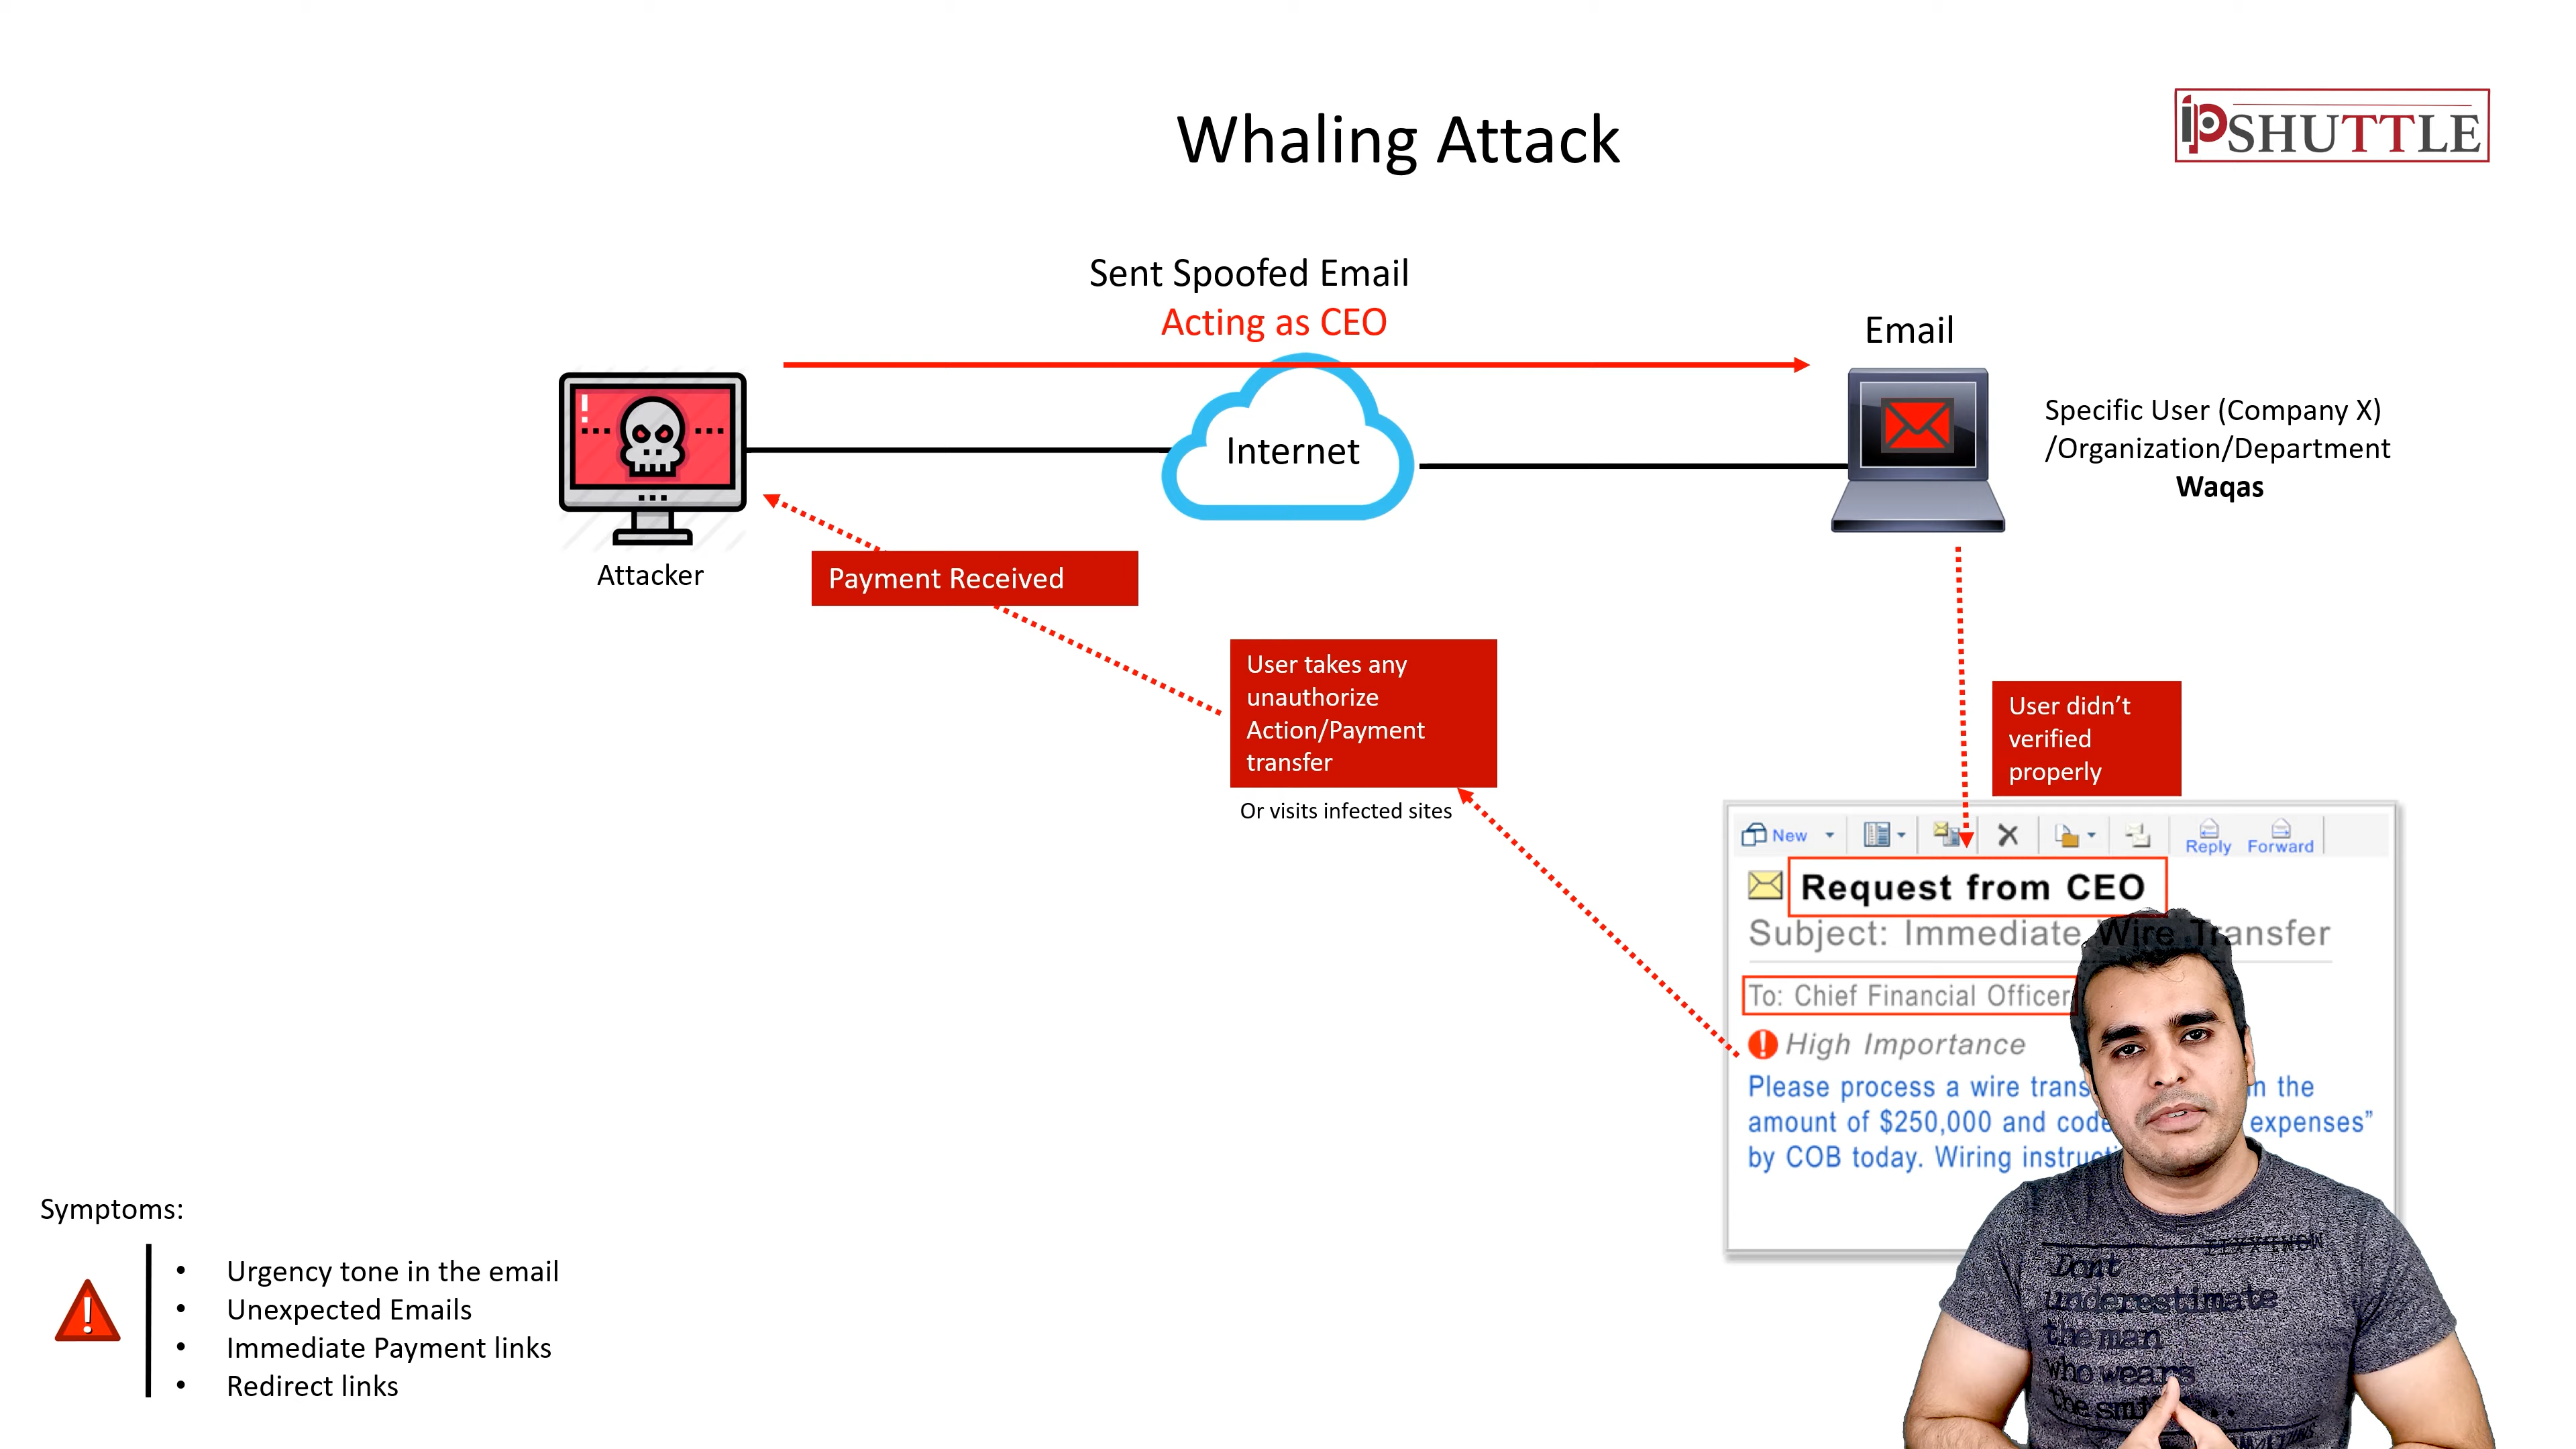 Whaling Attack
ipSHUTTLE
Sent Spoofed Email
Acting as CEO
Email
Internet
Specific User (Company X)
/Organization/Department
Waqas
Attacker
Payment Received
User takes any
unauthorize
Action/Payment
transfer
Or visits infected sites
User didn’t
verified
properly
New
Reply Forward
Request from CEO
Subject: Immediate Wire Transfer
To: Chief Financial Officer
High Importance
Please process a wire trans n the
amount of $250,000 and code expenses”
by COB today. Wiring instruct
Symptoms:
• Urgency tone in the email
• Unexpected Emails
• Immediate Payment links
• Redirect links
Dont
underestimate
the man
who wears
the